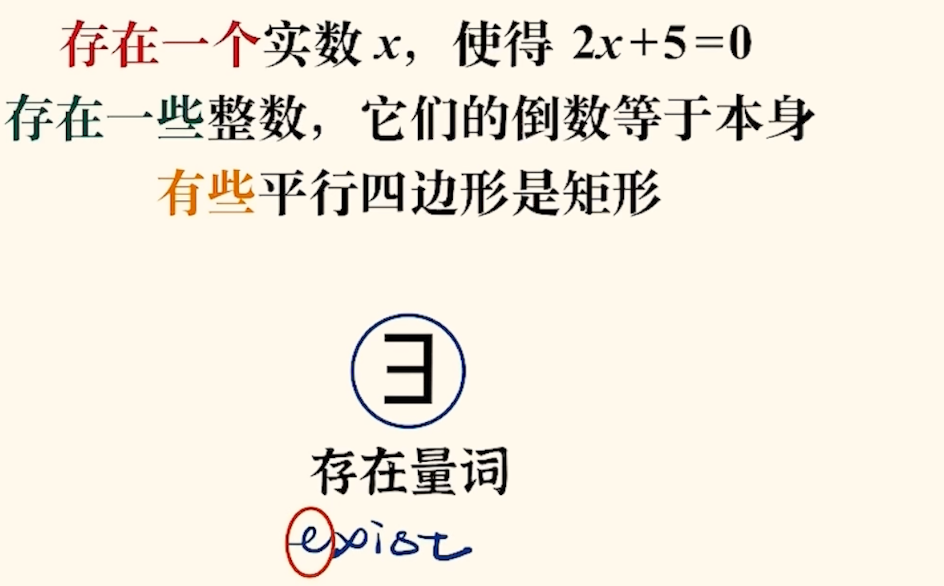 存在一个实数 x，使得 2x+5=0
存在一些整数，它们的倒数等于本身
有些平行四边形是矩形
∃
存在量词
exist